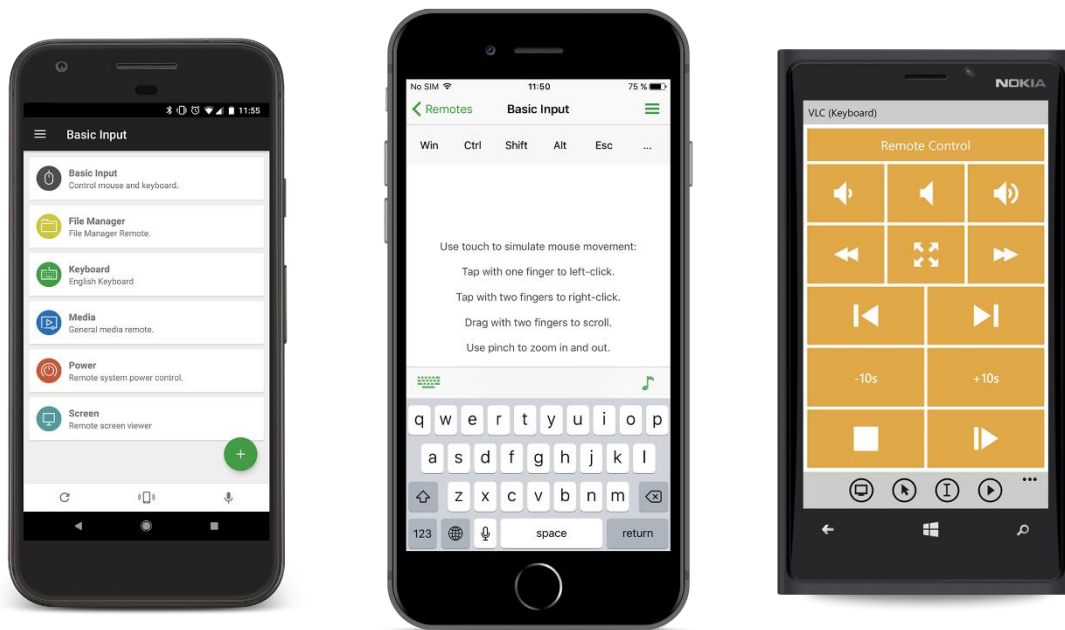 11:55
Basic Input
Basic Input
Control mouse and keyboard.
File Manager
File Manager Remote.
Keyboard
English Keyboard
Media
General media remote.
Power
Remote system power control.
Screen
Remote screen viewer
+
No SIM 11:50 75 %
Remotes Basic Input
Win Ctrl Shift Alt Esc ...
Use touch to simulate mouse movement:
Tap with one finger to left-click.
Tap with two fingers to right-click.
Drag with two fingers to scroll.
Use pinch to zoom in and out.
q w e r t y u i o p
a s d f g h j k l
z x c v b n m
123 space return
NOKIA
VLC (Keyboard)
Remote Control
-10s +10s